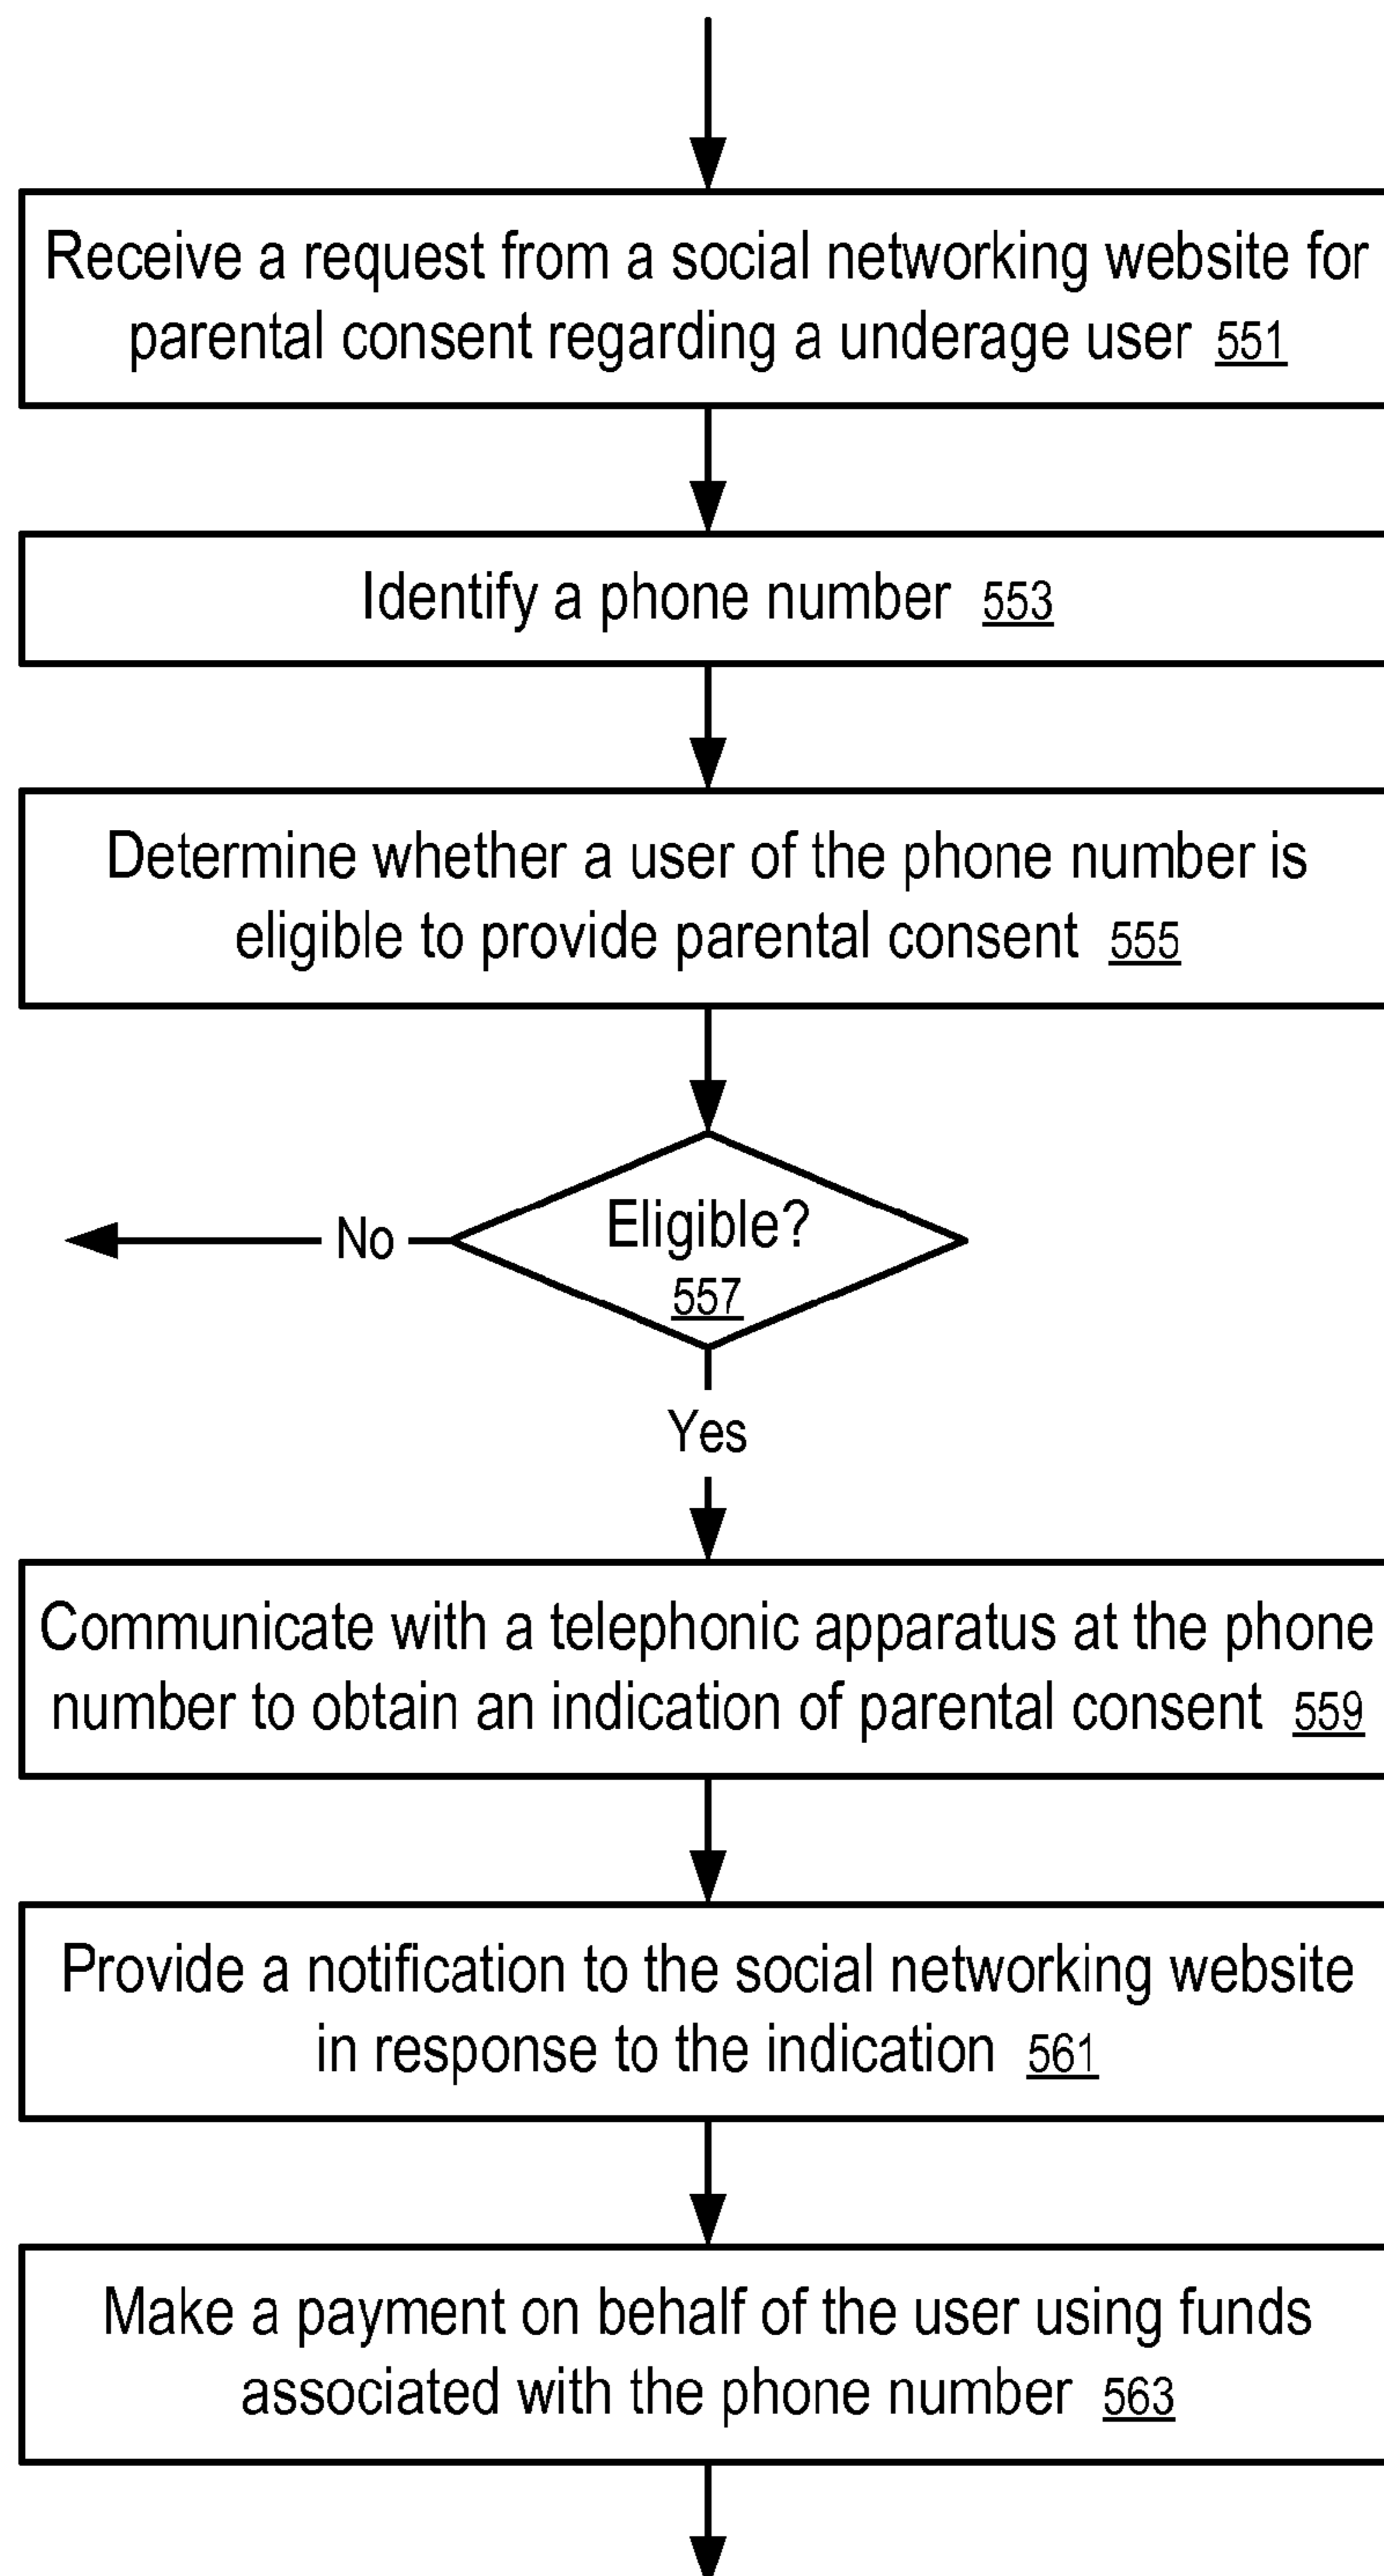 Receive a request from a social networking website for
parental consent regarding a underage user 551
Identify a phone number 553
Determine whether a user of the phone number is
eligible to provide parental consent 555
Eligible?
557
No
Yes
Communicate with a telephonic apparatus at the phone
number to obtain an indication of parental consent 559
Provide a notification to the social networking website
in response to the indication 561
Make a payment on behalf of the user using funds
associated with the phone number 563